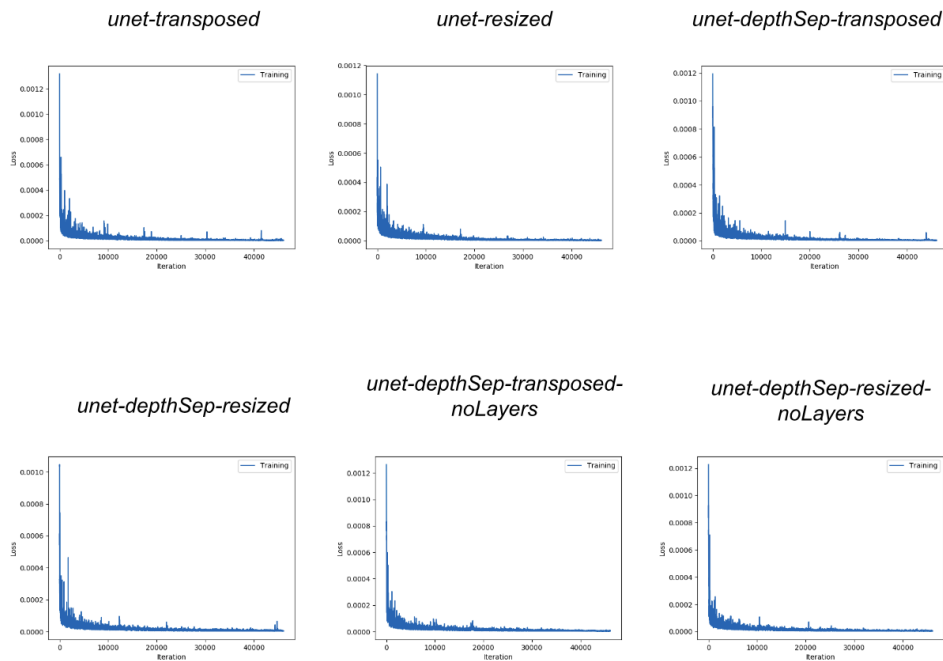 unet-transposed
unet-resized
unet-depthSep-transposed
Training
0.0012
0.0010
0.0008
0.0006
0.0004
0.0002
0.0000
Loss
0
10000
20000
30000
40000
Iteration
Training
0.0012
0.0010
0.0008
0.0006
0.0004
0.0002
0.0000
Loss
0
10000
20000
30000
40000
Iteration
Training
0.0012
0.0010
0.0008
0.0006
0.0004
0.0002
0.0000
Loss
0
10000
20000
30000
40000
Iteration
unet-depthSep-resized
unet-depthSep-transposed-
noLayers
unet-depthSep-resized-
noLayers
Training
0.0010
0.0008
0.0006
0.0004
0.0002
0.0000
Loss
0
10000
20000
30000
40000
Iteration
Training
0.0012
0.0010
0.0008
0.0006
0.0004
0.0002
0.0000
Loss
0
10000
20000
30000
40000
Iteration
Training
0.0012
0.0010
0.0008
0.0006
0.0004
0.0002
0.0000
Loss
0
10000
20000
30000
40000
Iteration